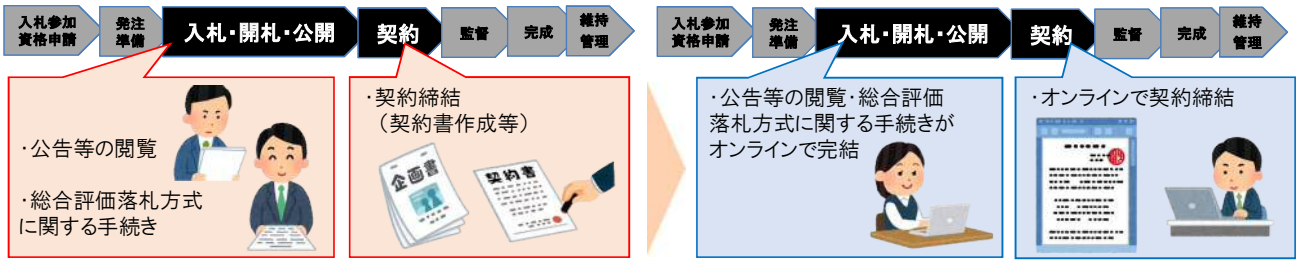 入札参加
資格申請
発注
準備
入札・開札・公開
契約
監督
完成
維持
管理
・公告等の閲覧
・総合評価落札方式
に関する手続き
・契約締結
（契約書作成等）
企画書
契約書
入札参加
資格申請
発注
準備
入札・開札・公開
契約
監督
完成
維持
管理
・公告等の閲覧・総合評価
落札方式に関する手続きが
オンラインで完結
・オンラインで契約締結